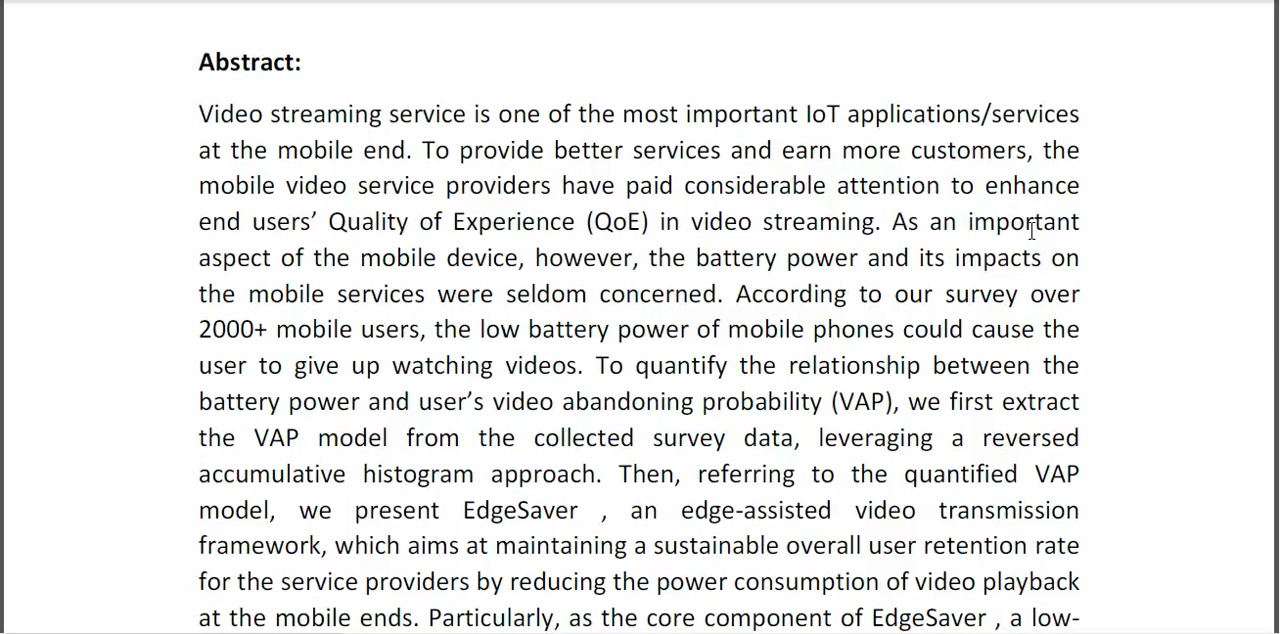 Abstract:
Video streaming service is one of the most important IoT applications/services
at the mobile end. To provide better services and earn more customers, the
mobile video service providers have paid considerable attention to enhance
end users’ Quality of Experience (QoE) in video streaming. As an important
aspect of the mobile device, however, the battery power and its impacts on
the mobile services were seldom concerned. According to our survey over
2000+ mobile users, the low battery power of mobile phones could cause the
user to give up watching videos. To quantify the relationship between the
battery power and user’s video abandoning probability (VAP), we first extract
the VAP model from the collected survey data, leveraging a reversed
accumulative histogram approach. Then, referring to the quantified VAP
model, we present EdgeSaver , an edge-assisted video transmission
framework, which aims at maintaining a sustainable overall user retention rate
for the service providers by reducing the power consumption of video playback
at the mobile ends. Particularly, as the core component of EdgeSaver , a low-